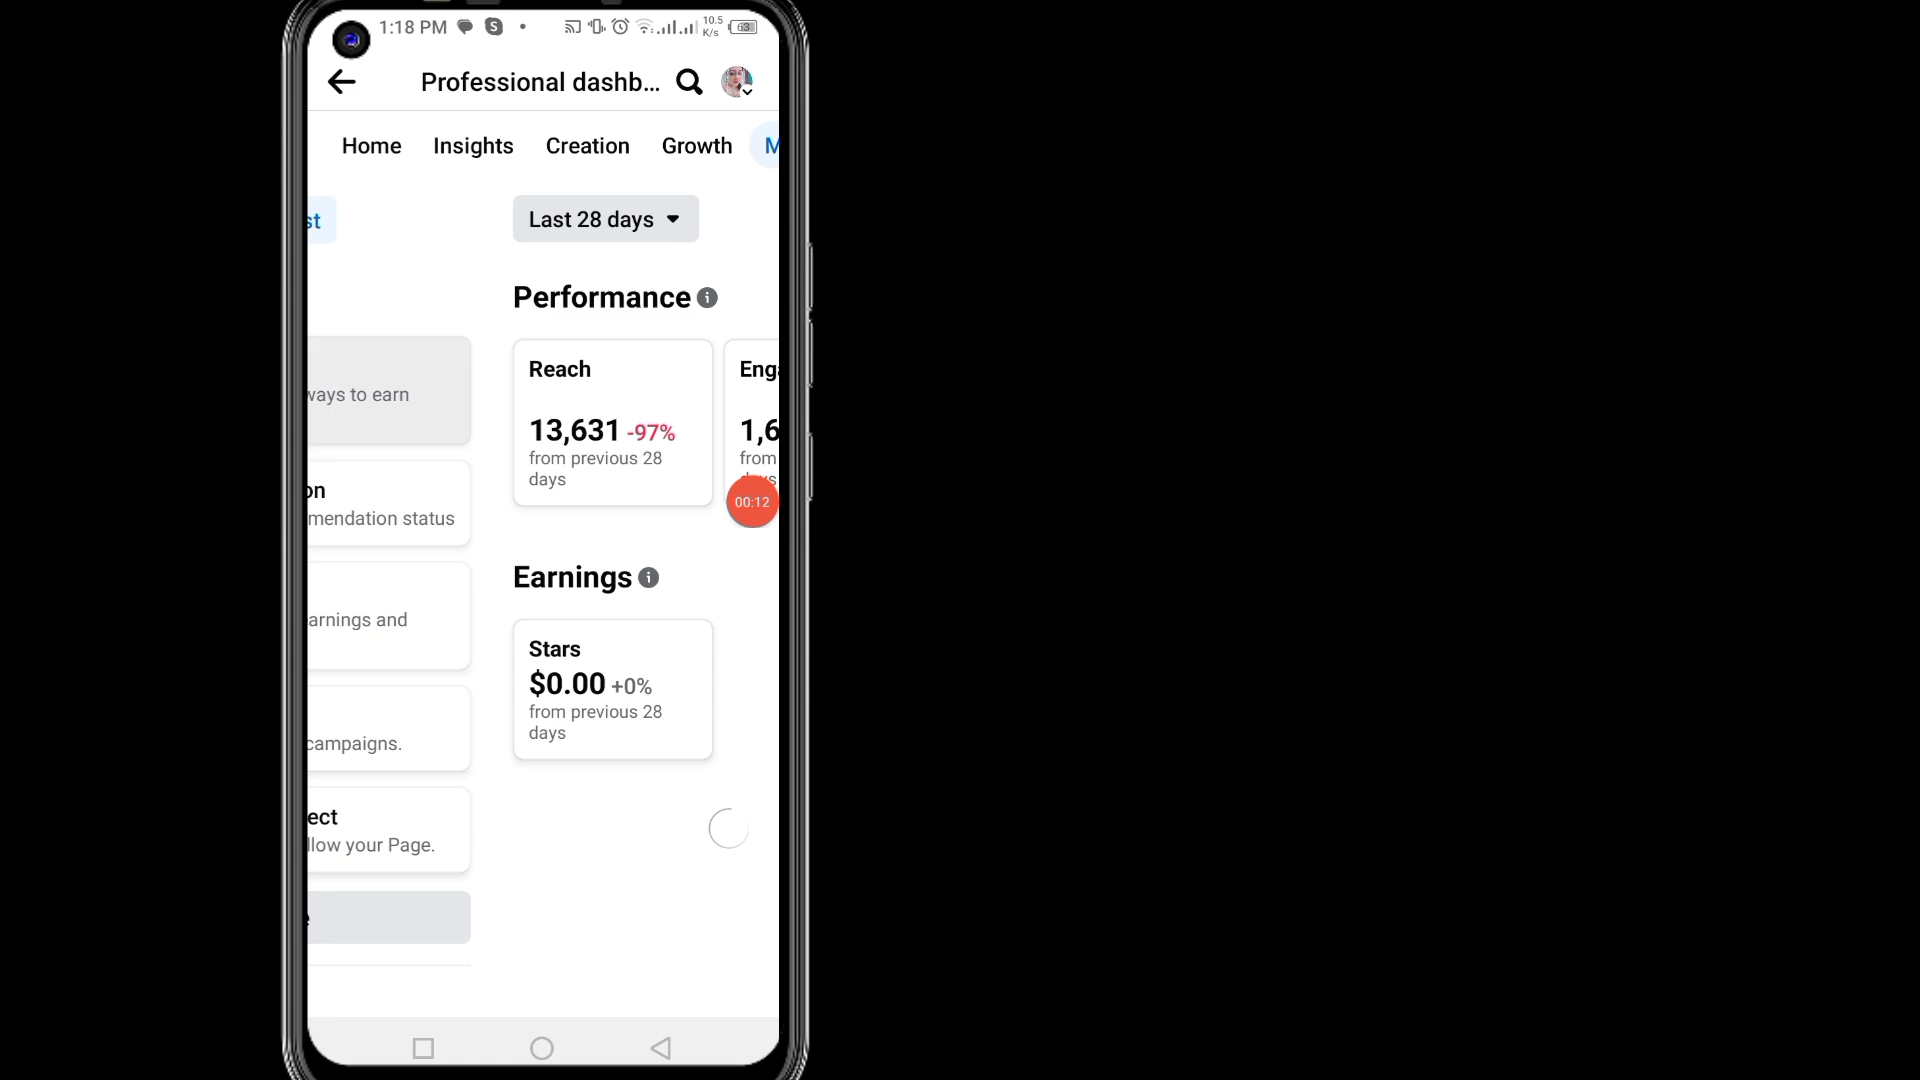 1:18 PM
10.5
K/s
63
Professional dashb...
Home
Insights
Creation
Growth
M
st
Last 28 days
Performance
Reach
13,631 -97%
from previous 28
days
Eng
1,6
from
days
00:12
ways to earn
on
mendation status
Earnings
arnings and
Stars
$0.00 +0%
from previous 28
days
campaigns.
ect
llow your Page.